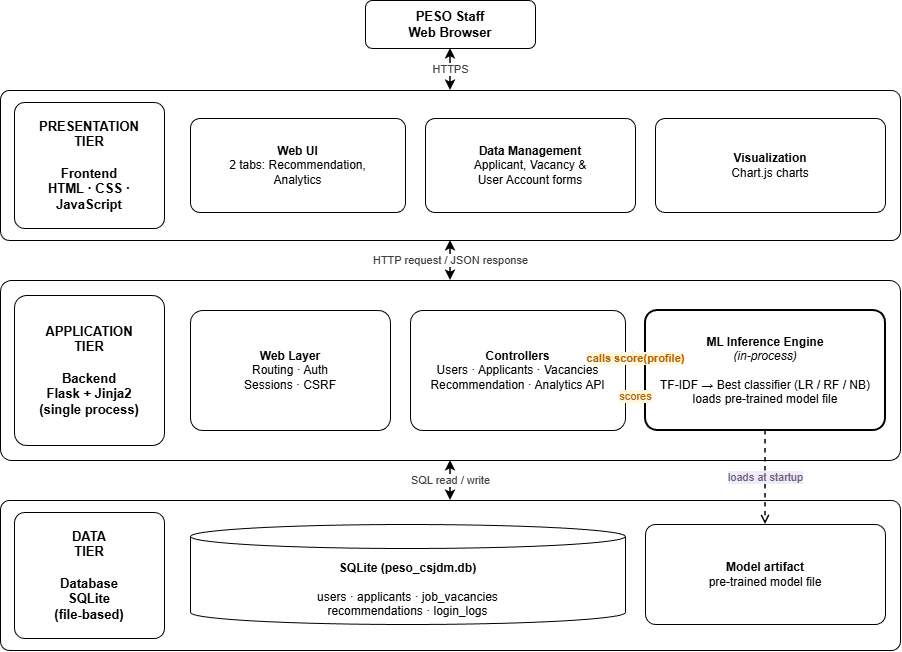 PESO Staff
Web Browser
HTTPS
PRESENTATION
TIER
Frontend
HTML · CSS ·
JavaScript
Web UI
2 tabs: Recommendation,
Analytics
Data Management
Applicant, Vacancy &
User Account forms
Visualization
Chart.js charts
HTTP request / JSON response
APPLICATION
TIER
Backend
Flask + Jinja2
(single process)
Web Layer
Routing · Auth
Sessions · CSRF
Controllers
Users · Applicants · Vacancies
Recommendation · Analytics API
calls score(profile)
scores
ML Inference Engine
(in-process)
TF-IDF → Best classifier (LR / RF / NB)
loads pre-trained model file
SQL read / write
loads at startup
DATA
TIER
Database
SQLite
(file-based)
SQLite (peso_csjdm.db)
users · applicants · job_vacancies
recommendations · login_logs
Model artifact
pre-trained model file